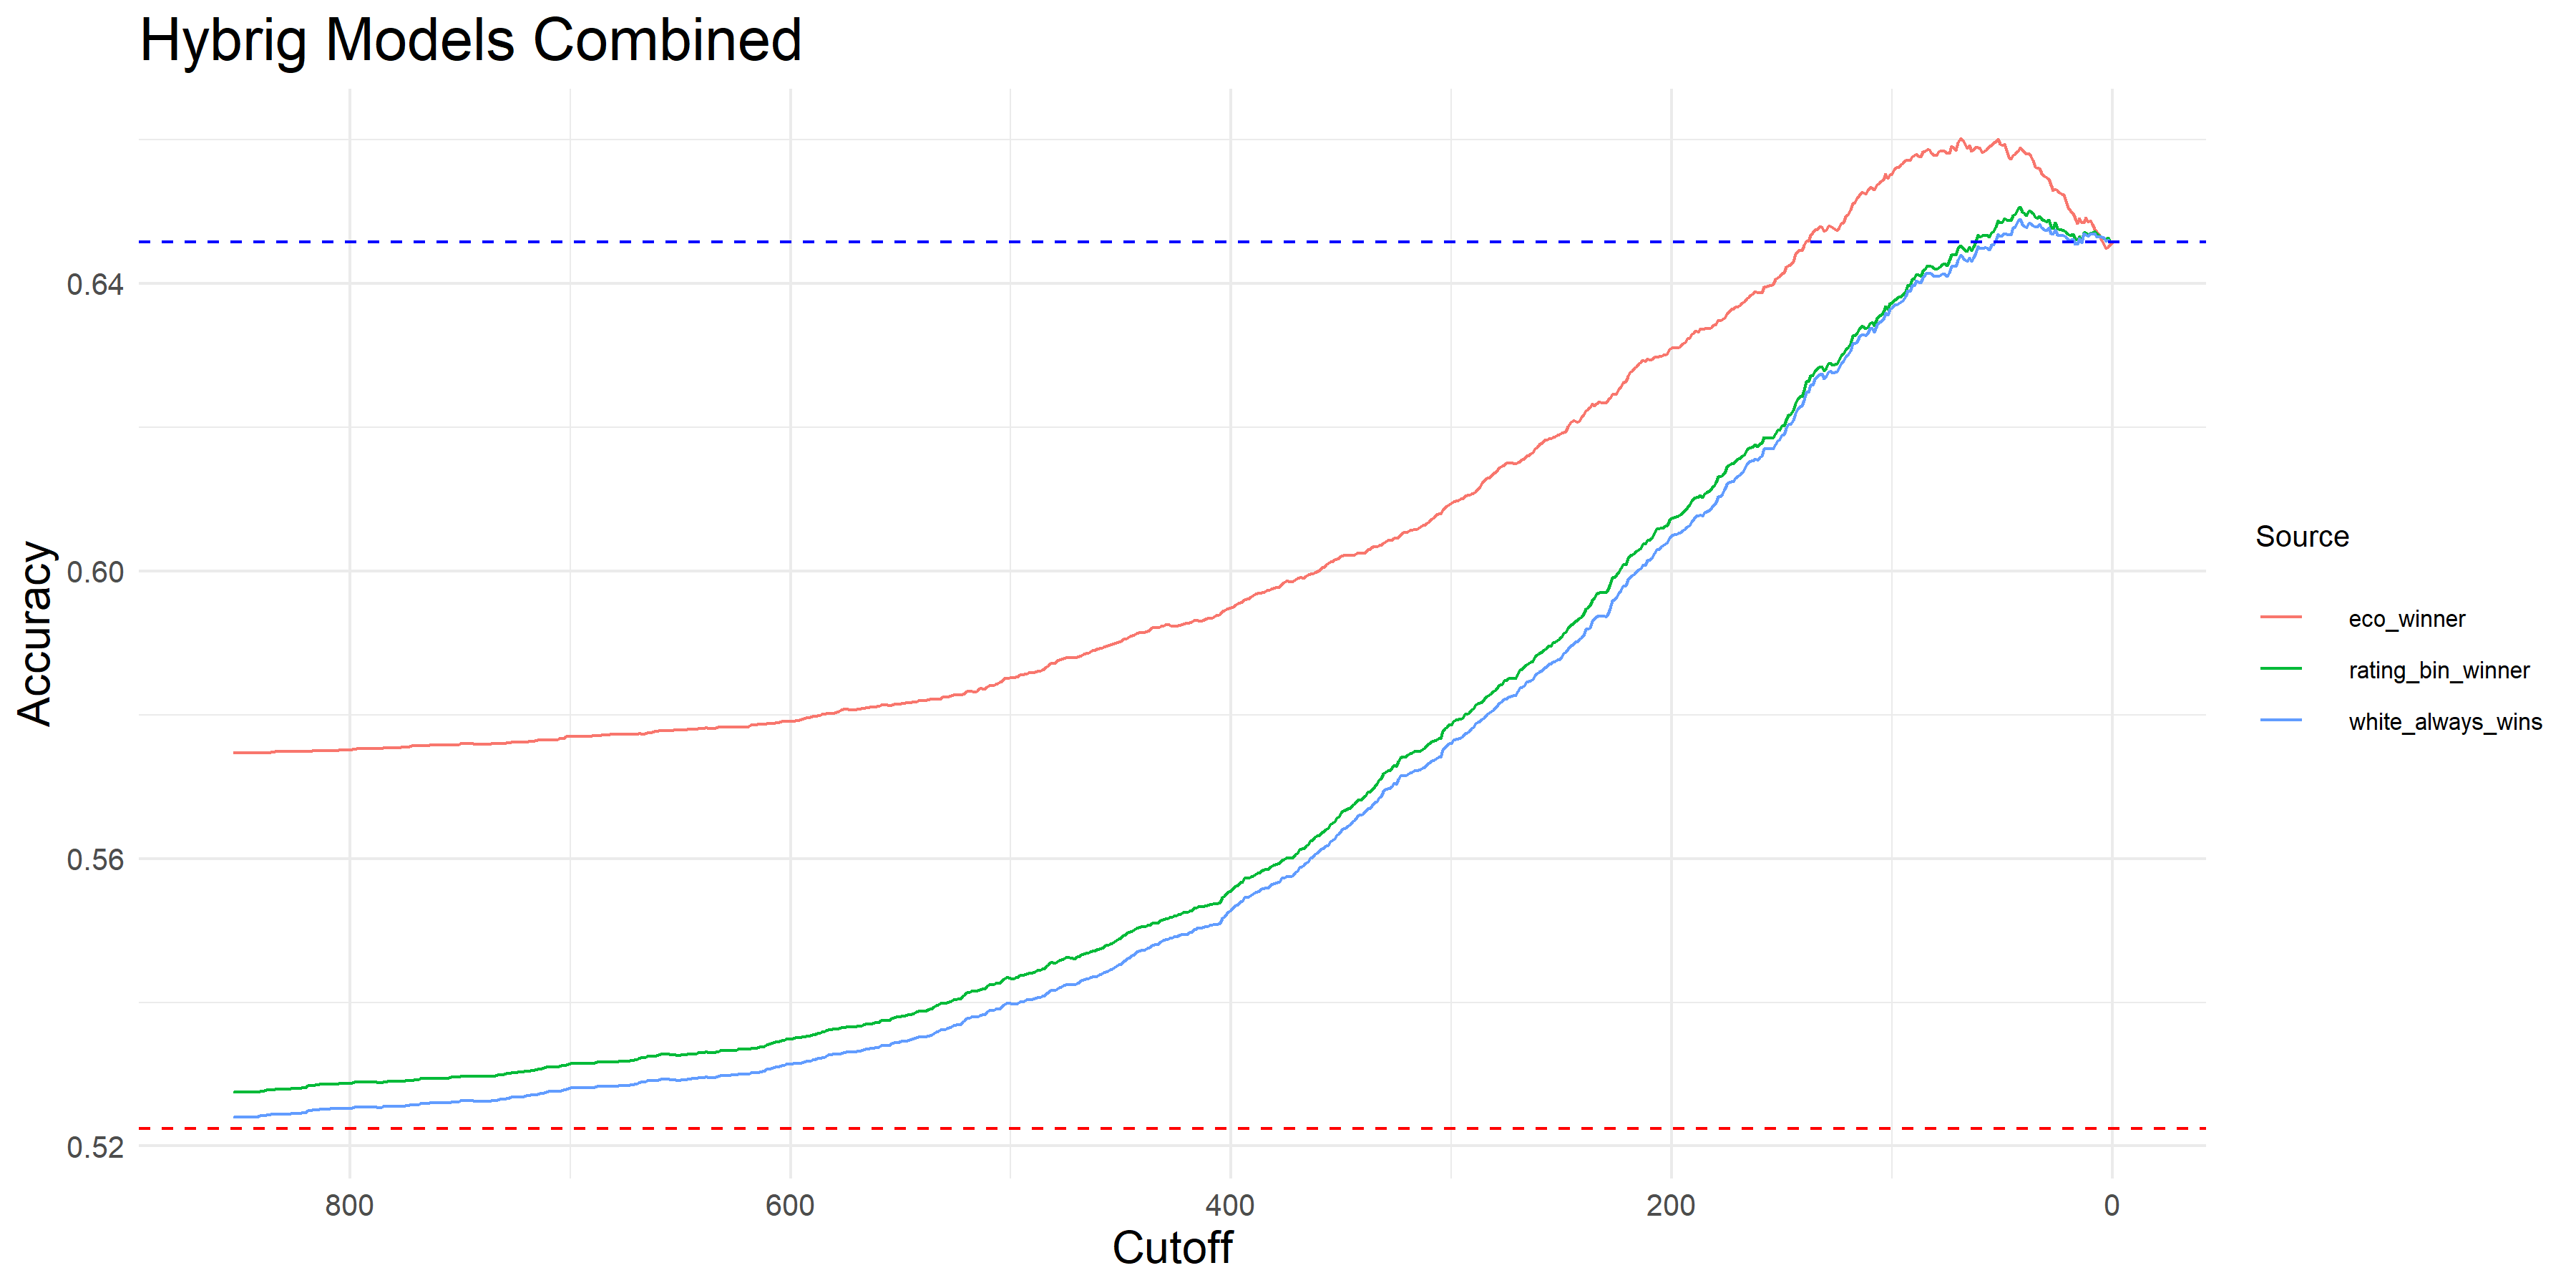 Hybrig Models Combined
Accuracy
0.64
0.60
0.56
0.52
800
600
400
200
0
Cutoff
Source
eco_winner
rating_bin_winner
white_always_wins